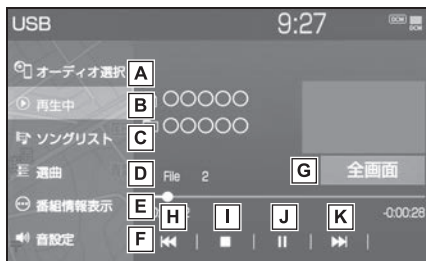 USB 9:27 DCM DCM
オーディオ選択 A
再生中 B ○○○○○
ソングリスト C ○○○○○
選曲 D File 2 G 全画面
番組情報表示 E -0:00:28
音設定 F H I J K